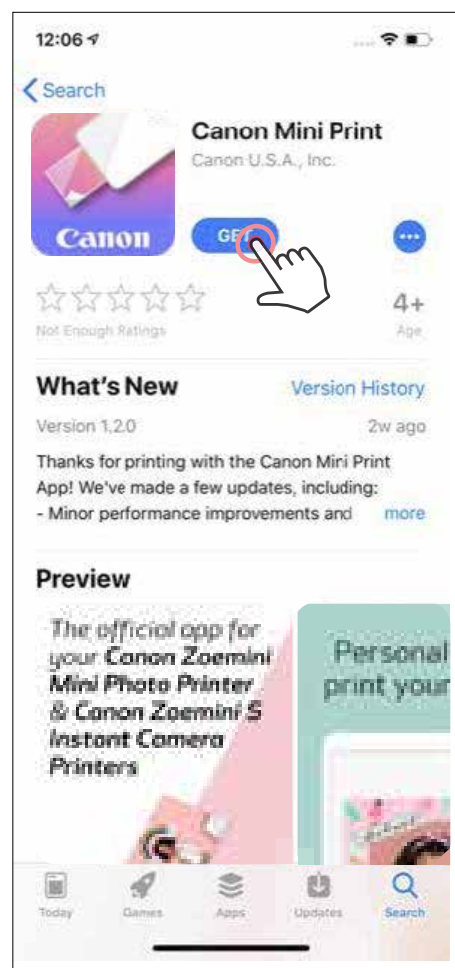 12:06
Search
Canon Mini Print
Canon U.S.A., Inc.
Canon
4+
Not Enough Ratings
Age
What's New
Version History
Version 1.2.0
2w ago
Thanks for printing with the Canon Mini Print
App! We've made a few updates, including:
- Minor performance improvements and
more
Preview
The official app for
your Canon Zoemini
Mini Photo Printer
& Canon Zoemini S
Instant Camera
Printers
Personal
print your
Today
Games
Apps
Updates
Search